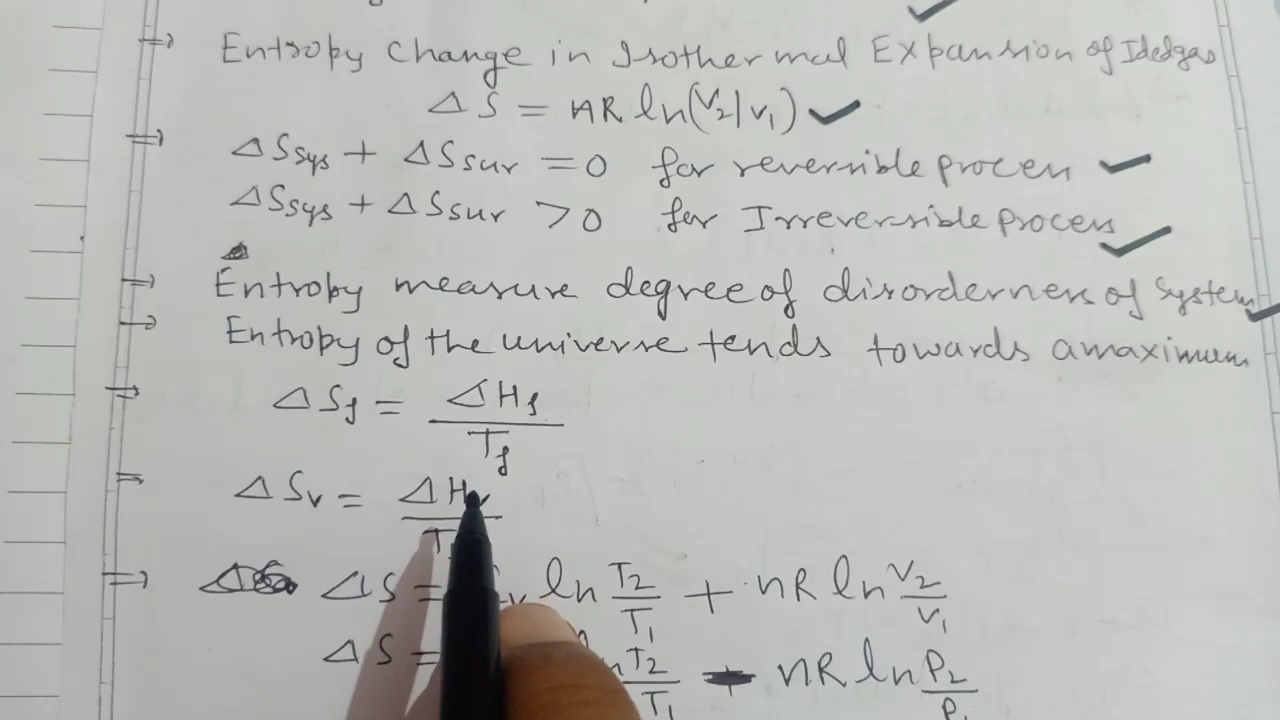 ⇒ Entropy Change in Isothermal Expansion of Idealgas
ΔS = nR ln(V₂/V₁) ✓
⇒ ΔSsys + ΔSsur = 0 for reversible process ✓
ΔSsys + ΔSsur > 0 for Irreversible process ✓
⇒ Entropy measure degree of disorderness of System ✓
⇒ Entropy of the universe tends towards a maximum
⇒ ΔSf = ΔHf / Tf
⇒ ΔSv = ΔHv / T
⇒ ΔS = v ln T₂/T₁ + nR ln V₂/V₁
ΔS = T₂/T₁ - nR ln P₂/P₁